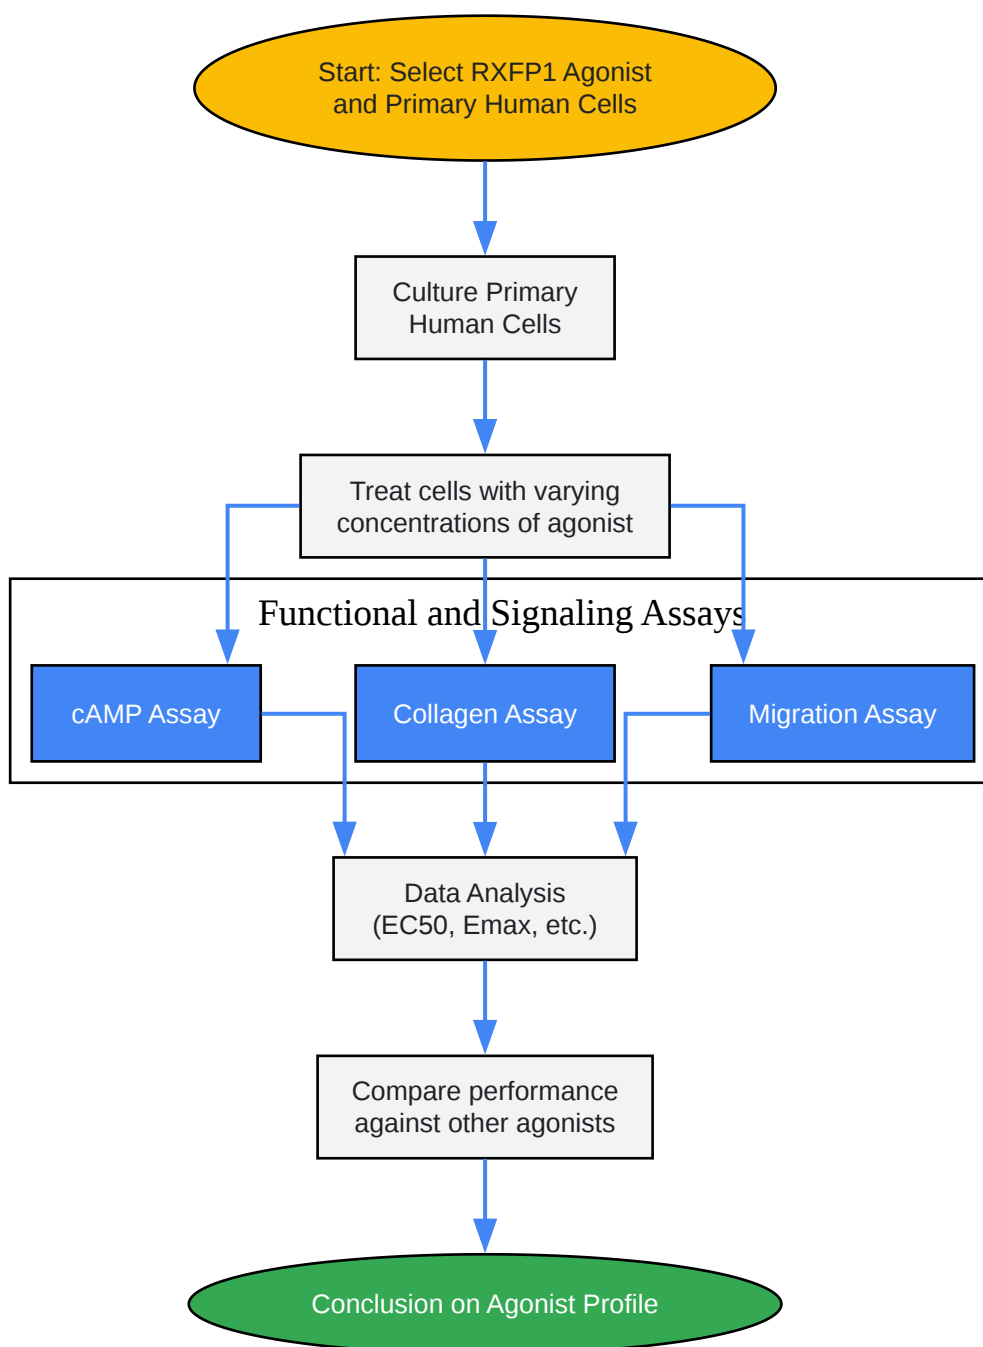 Start: Select RXFP1 Agonist
and Primary Human Cells
Culture Primary
Human Cells
Treat cells with varying
concentrations of agonist
Functional and Signaling Assays
cAMP Assay
Collagen Assay
Migration Assay
Data Analysis
(EC50, Emax, etc.)
Compare performance
against other agonists
Conclusion on Agonist Profile